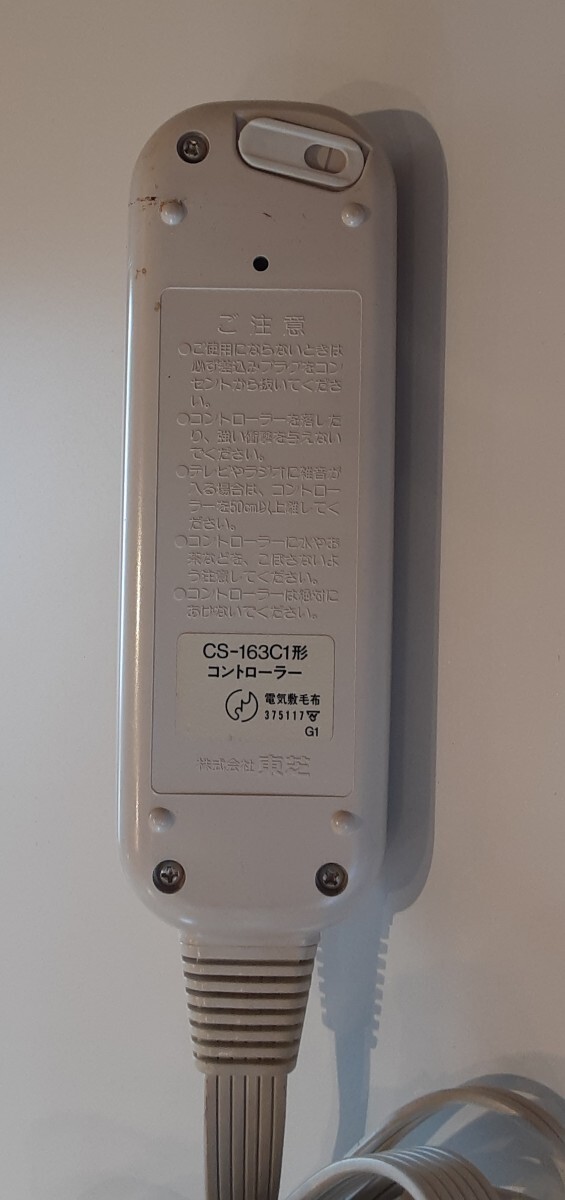 ご注意
○ご使用にならないときは
必ず差込みプラグをコン
セントから抜いてくださ
い。
○コントローラーを落した
り、強い衝撃を与えない
でください。
○テレビやラジオに雑音が
入る場合は、コントロー
ラーを50cm以上離してく
ださい。
○コントローラーに水やお
茶などを、こぼさないよ
う注意してください。
○コントローラーは絶対に
あけないでください。
CS-163C1形
コントローラー
電気敷毛布
375117
G1
株式会社 東芝